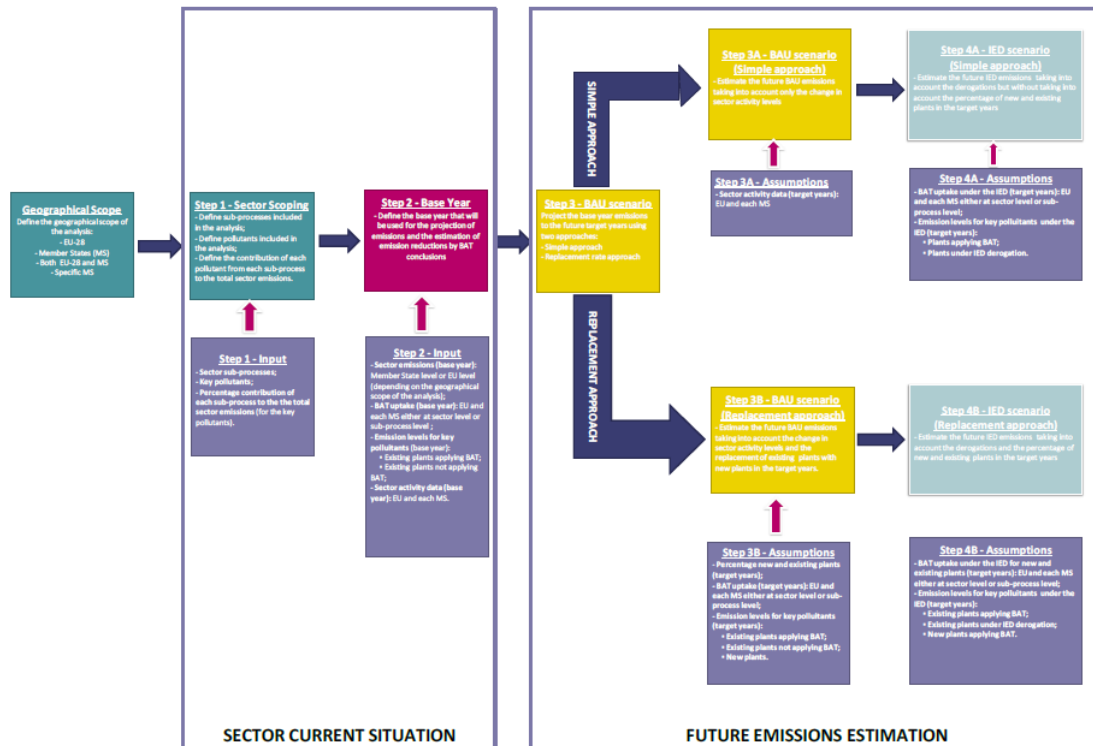 Geographical Scope
Define the geographical scope of
the analysis:
- EU-28
- Member States (MS)
- Both EU-28 and MS
- Specific MS
Step 1 - Sector Scoping
- Define sub-processes included
in the analysis;
- Define pollutants included in
the analysis;
- Define the contribution of each
pollutant from each sub-process
to the total sector emissions.
Step 1 - Input
- Sector sub-processes;
- Key pollutants;
- Percentage contribution of
each sub-process to the the total
sector emissions (for the key
pollutants).
Step 2 - Base Year
- Define the base year that will
be used for the projection of
emissions and the estimation of
emission reductions by BAT
conclusions
Step 2 - Input
- Sector emissions (base year):
Member State level or EU level
(depending on the geographical
scope of the analysis);
- BAT uptake (base year): EU and
each MS either at sector level or
sub-process level ;
- Emission levels for key
pollultants (base year):
• Existing plants applying BAT;
• Existing plants not applying
BAT;
- Sector activity data (base
year): EU and each MS.
SECTOR CURRENT SITUATION
Step 3 - BAU scenario
Project the base year emissions
to the future target years using
two approaches:
- Simple approach
- Replacement rate approach
SIMPLE APPROACH
REPLACEMENT APPROACH
Step 3A - BAU scenario
(Simple approach)
- Estimate the future BAU emissions
taking into account only the change in
sector activity levels
3A - Assumptions
- Sector activity data (target years):
EU and each MS
Step 4A - IED scenario
(Simple approach)
- Estimate the future IED emissions taking into
account the derogations but without taking into
account the percentage of new and existing
plants in the target years
4A - Assumptions
- BAT uptake under the IED (target years): EU
and each MS either at sector level or sub-
process level;
- Emission levels for key pollutants under the
IED (target years):
• Plants applying BAT;
• Plants under IED derogation.
Step 3B - BAU scenario
(Replacement approach)
- Estimate the future BAU emissions
taking into account the change in
sector activity levels and the
replacement of existing plants with
new plants in the target years.
Step 3B - Assumptions
- Percentage new and existing plants
(target years);
- BAT uptake (target years): EU and
each MS either at sector level or sub-
process level;
- Emission levels for key pollultants
(target years):
• Existing plants applying BAT;
• Existing plants not applying BAT;
• New plants.
Step 4B - IED scenario
(Replacement approach)
- Estimate the future IED emissions taking into
account the derogations and the percentage of
new and existing plants in the target years
Step 4B - Assumptions
- BAT uptake under the IED for new and
existing plants (target years): EU and each MS
either at sector level or sub-process level;
- Emission levels for key pollutants under the
IED (target years):
• Existing plants applying BAT;
• Existing plants under IED derogation;
• New plants applying BAT.
FUTURE EMISSIONS ESTIMATION